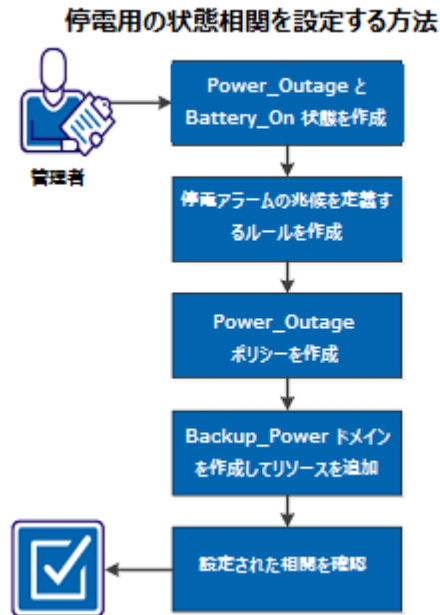 停電用の状態相関を設定する方法
Power_Outage と
Battery_On 状態を作成
管理者
停電アラームの兆候を定義す
るルールを作成
Power_Outage
ポリシーを作成
Backup_Power ドメイン
を作成してリソースを追加
設定された相関を確認